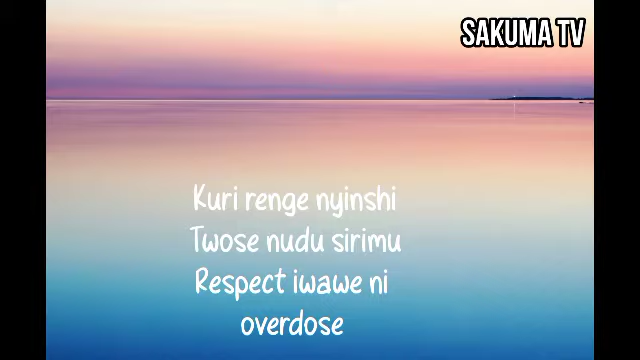 SAKUMA TV
Kuri renge nyinshi
Twose nudu sirimu
Respect iwawe ni
overdose